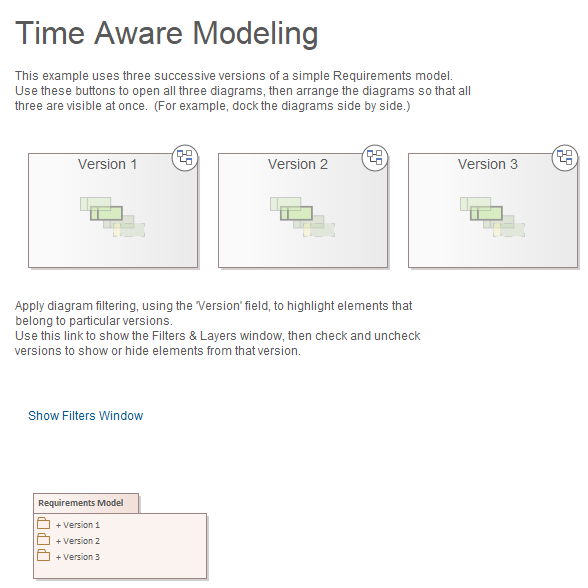 Time Aware Modeling
This example uses three successive versions of a simple Requirements model.
Use these buttons to open all three diagrams, then arrange the diagrams so that all
three are visible at once.  (For example, dock the diagrams side by side.)
Version 1
Version 2
Version 3
Apply diagram filtering, using the 'Version' field, to highlight elements that
belong to particular versions.
Use this link to show the Filters & Layers window, then check and uncheck
versions to show or hide elements from that version.
Show Filters Window
Requirements Model
+ Version 1
+ Version 2
+ Version 3